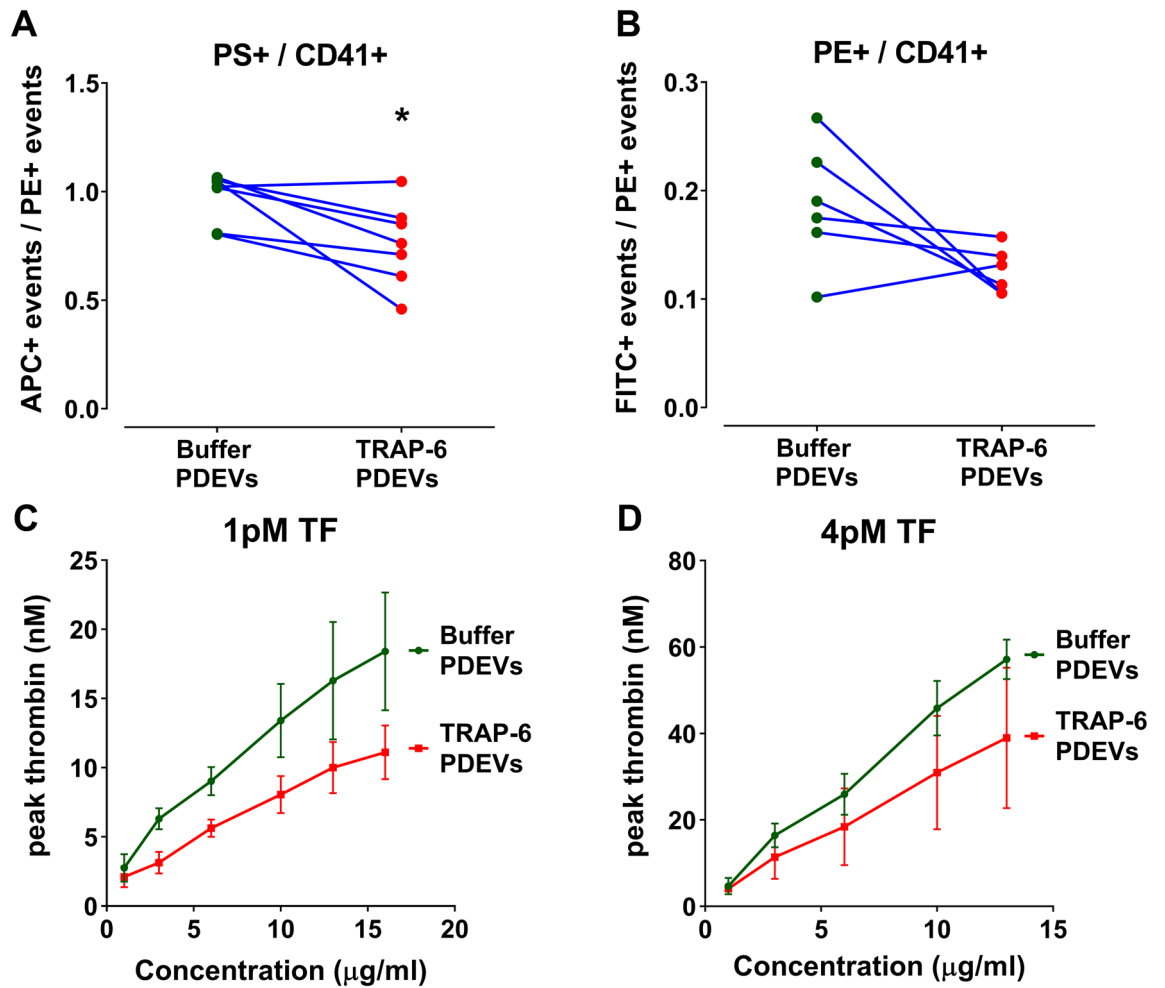 A
PS+ / CD41+
APC+ events / PE+ events
1.5
1.0
0.5
0.0
*
Buffer
PDEVs
TRAP-6
PDEVs
B
PE+ / CD41+
FITC+ events / PE+ events
0.3
0.2
0.1
0.0
Buffer
PDEVs
TRAP-6
PDEVs
C
1pM TF
peak thrombin (nM)
25
20
15
10
5
0
0 5 10 15 20
Concentration (μg/ml)
Buffer
PDEVs
TRAP-6
PDEVs
D
4pM TF
peak thrombin (nM)
80
60
40
20
0
0 5 10 15
Concentration (μg/ml)
Buffer
PDEVs
TRAP-6
PDEVs